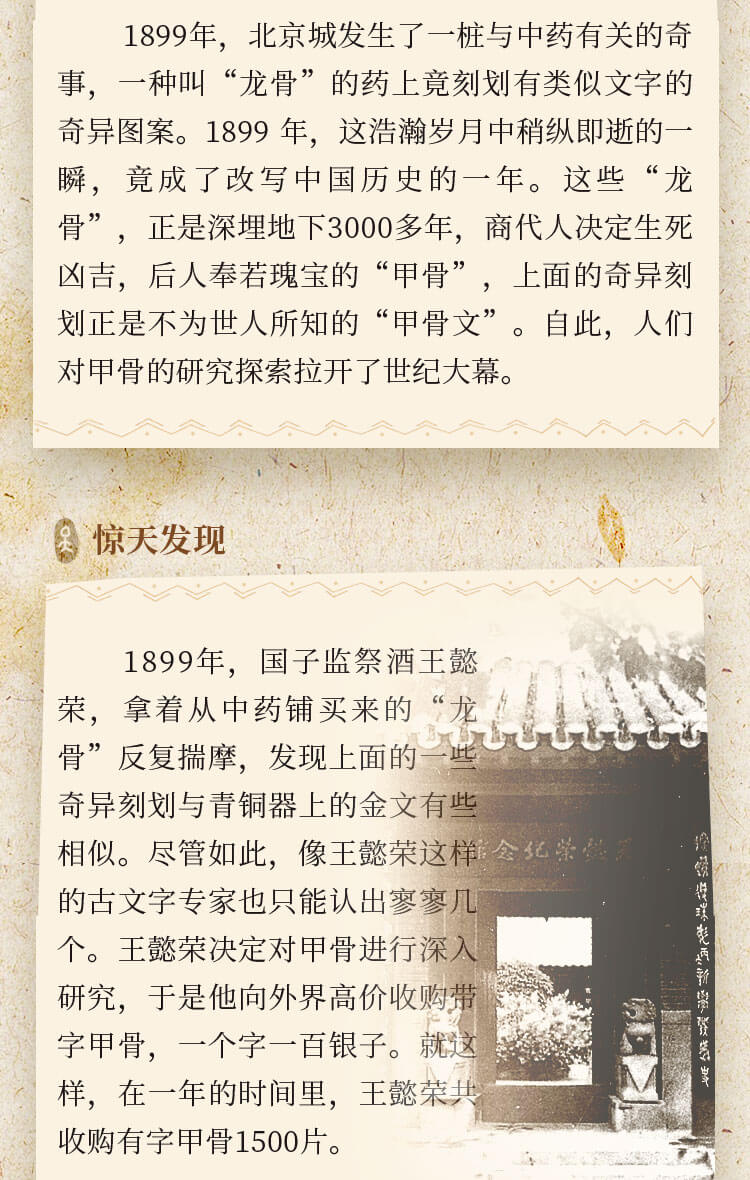 1899年，北京城发生了一桩与中药有关的奇
事，一种叫“龙骨”的药上竟刻划有类似文字的
奇异图案。1899 年，这浩瀚岁月中稍纵即逝的一
瞬，竟成了改写中国历史的一年。这些“龙
骨”，正是深埋地下3000多年，商代人决定生死
凶吉，后人奉若瑰宝的“甲骨”，上面的奇异刻
划正是不为世人所知的“甲骨文”。自此，人们
对甲骨的研究探索拉开了世纪大幕。
惊天发现
1899年，国子监祭酒王懿
荣，拿着从中药铺买来的“龙
骨”反复揣摩，发现上面的一些
奇异刻划与青铜器上的金文有些
相似。尽管如此，像王懿荣这样
的古文字专家也只能认出寥寥几
个。王懿荣决定对甲骨进行深入
研究，于是他向外界高价收购带
字甲骨，一个字一百银子。就这
样，在一年的时间里，王懿荣共
收购有字甲骨1500片。